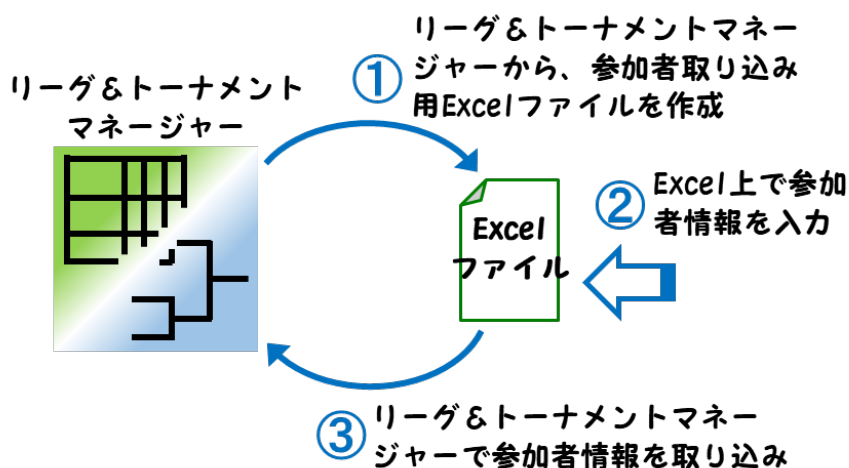 リーグ&トーナメント
マネージャー
①
リーグ&トーナメントマネー
ジャーから、参加者取り込み
用Excelファイルを作成
Excel
ファイル
②
Excel上で参加
者情報を入力
③
リーグ&トーナメントマネー
ジャーで参加者情報を取り込み